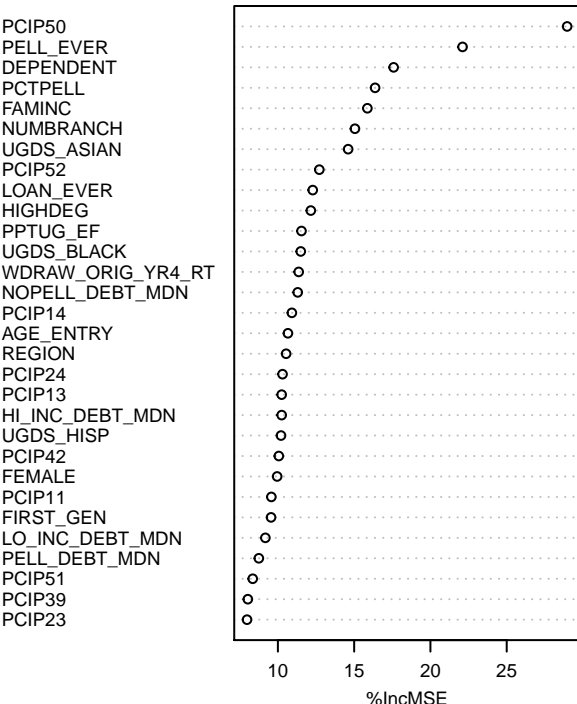 PCIP50
PELL_EVER
DEPENDENT
PCTPELL
FAMINC
NUMBRANCH
UGDS_ASIAN
PCIP52
LOAN_EVER
HIGHDEG
PPTUG_EF
UGDS_BLACK
WDRAW_ORIG_YR4_RT
NOPELL_DEBT_MDN
PCIP14
AGE_ENTRY
REGION
PCIP24
PCIP13
HI_INC_DEBT_MDN
UGDS_HISP
PCIP42
FEMALE
PCIP11
FIRST_GEN
LO_INC_DEBT_MDN
PELL_DEBT_MDN
PCIP51
PCIP39
PCIP23
10 15 20 25
%IncMSE